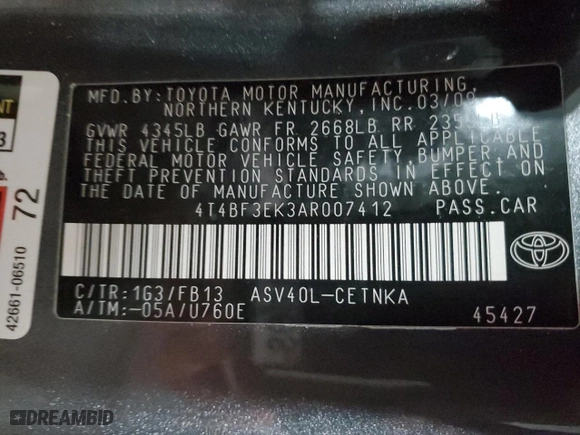 MFD.BY:TOYOTA MOTOR MANUFACTURING,
NORTHERN KENTUCKY,INC.03/09
GVWR 4345LB GAWR FR 2668LB RR
THIS VEHICLE CONFORMS TO ALL APPLICABLE
FEDERAL MOTOR VEHICLE SAFETY,BUMPER,AND
THEFT PREVENTION STANDARDS IN EFFECT ON
THE DATE OF MANUFACTURE SHOWN ABOVE.
4T4BF3EK3AR007412 PASS.CAR
C/TR:1G3/FB13 ASV40L-CETNKA
A/TM:-05A/U760E 45427
72
42661-06510
DREAMBID